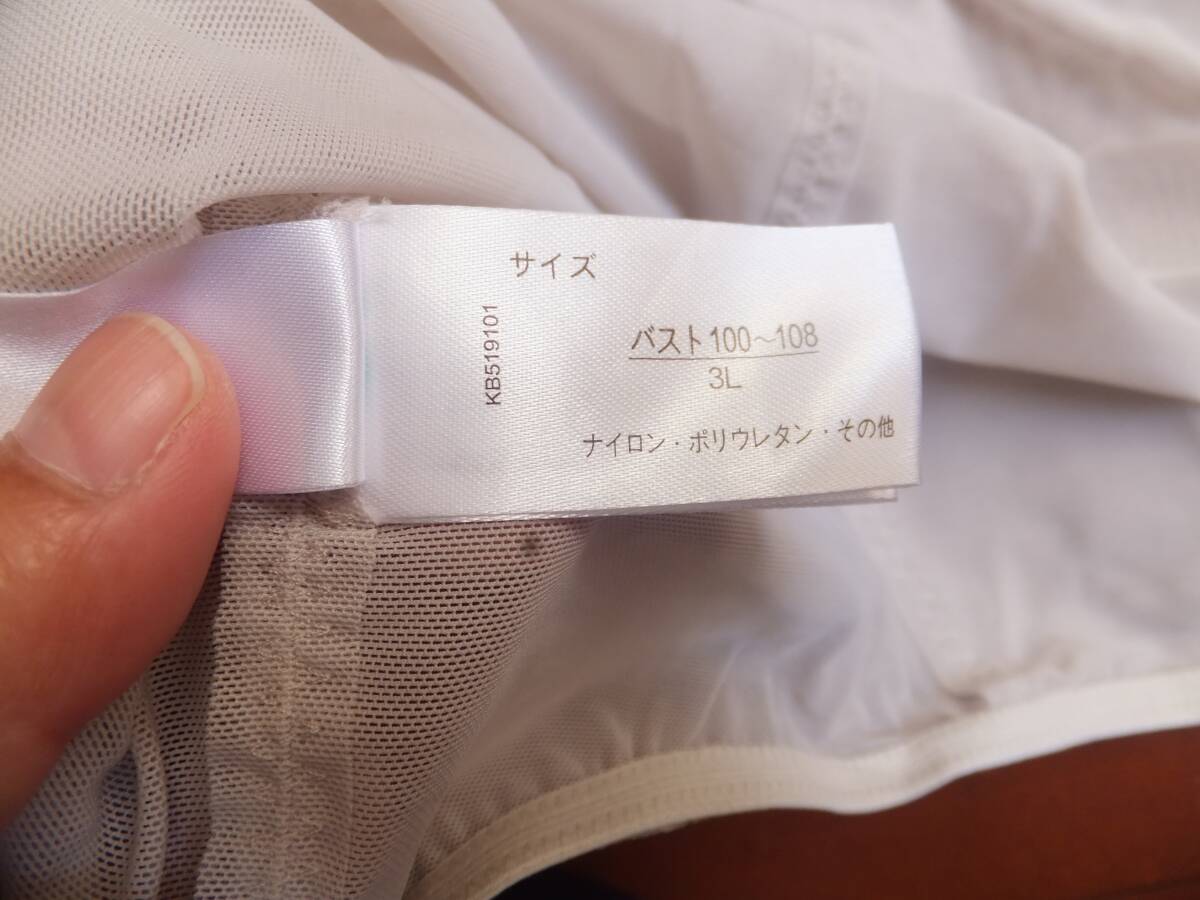 サイズ
KB519101
バスト100～108
3L
ナイロン・ポリウレタン・その他